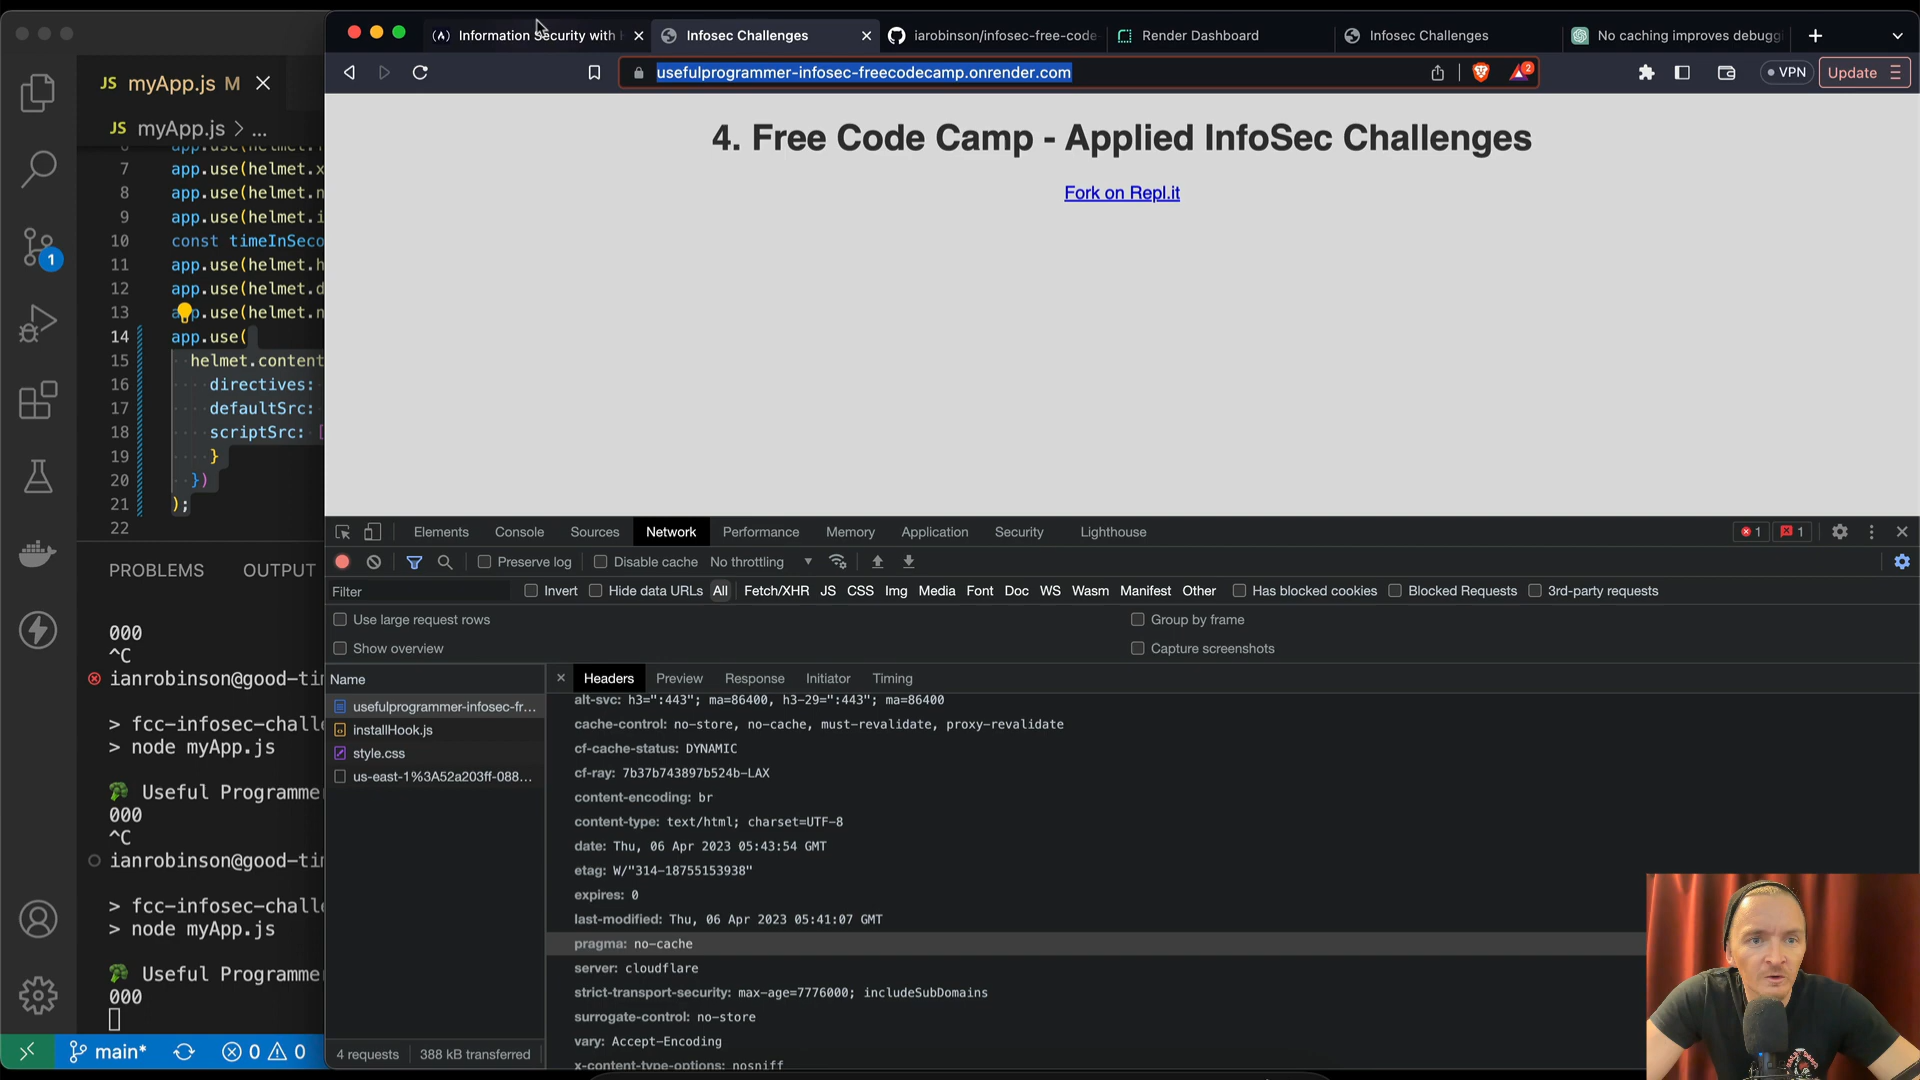 Information Security with
Infosec Challenges
iarobinson/infosec-free-code-
Render Dashboard
Infosec Challenges
No caching improves debuggi
usefulprogrammer-infosec-freecodecamp.onrender.com
2
VPN
Update
JS myApp.js M
JS myApp.js > ...
7 app.use(helmet.x
8 app.use(helmet.n
9 app.use(helmet.i
10 const timeInSeco
11 app.use(helmet.h
12 app.use(helmet.d
13 app.use(helmet.n
14 app.use(
15 helmet.content
16 directives:
17 defaultSrc:
18 scriptSrc: [
19 }
20 })
21 );
22
1
PROBLEMS OUTPUT
000
^C
ianrobinson@good-tim
> fcc-infosec-challe
> node myApp.js
Useful Programmer
000
^C
ianrobinson@good-tim
> fcc-infosec-challe
> node myApp.js
Useful Programmer
000
main* 0 0
4. Free Code Camp - Applied InfoSec Challenges
Fork on Repl.it
Elements Console Sources Network Performance Memory Application Security Lighthouse 1 1
Preserve log Disable cache No throttling
Filter Invert Hide data URLs All Fetch/XHR JS CSS Img Media Font Doc WS Wasm Manifest Other Has blocked cookies Blocked Requests 3rd-party requests
Use large request rows Group by frame
Show overview Capture screenshots
Name
usefulprogrammer-infosec-fr...
installHook.js
style.css
us-east-1%3A52a203ff-088...
4 requests 388 kB transferred
Headers Preview Response Initiator Timing
alt-svc: h3=":443"; ma=86400, h3-29=":443"; ma=86400
cache-control: no-store, no-cache, must-revalidate, proxy-revalidate
cf-cache-status: DYNAMIC
cf-ray: 7b37b743897b524b-LAX
content-encoding: br
content-type: text/html; charset=UTF-8
date: Thu, 06 Apr 2023 05:43:54 GMT
etag: W/"314-18755153938"
expires: 0
last-modified: Thu, 06 Apr 2023 05:41:07 GMT
pragma: no-cache
server: cloudflare
strict-transport-security: max-age=7776000; includeSubDomains
surrogate-control: no-store
vary: Accept-Encoding
x-content-type-options: nosniff